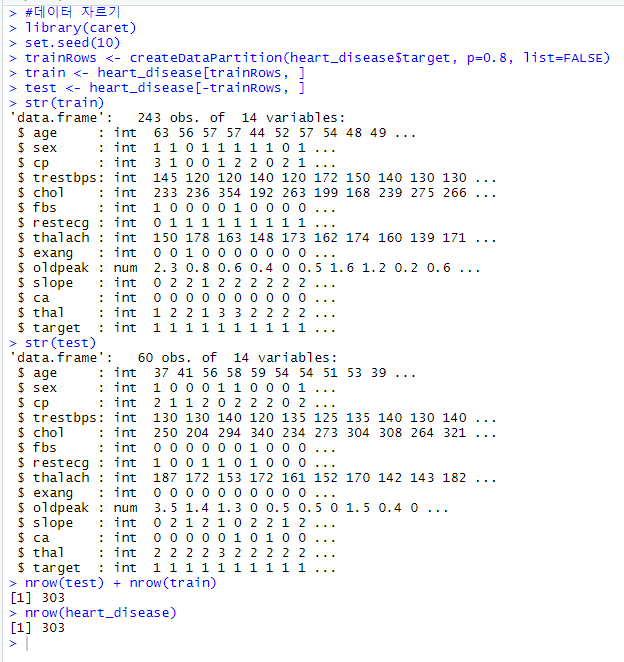 > #데이터 자르기
> library(caret)
> set.seed(10)
> trainRows <- createDataPartition(heart_disease$target, p=0.8, list=FALSE)
> train <- heart_disease[trainRows, ]
> test <- heart_disease[-trainRows, ]
> str(train)
'data.frame':   243 obs. of  14 variables:
 $ age     : int  63 56 57 57 44 52 57 54 48 49 ...
 $ sex     : int  1 1 0 1 1 1 1 1 0 1 ...
 $ cp      : int  3 1 0 0 1 2 2 0 2 1 ...
 $ trestbps: int  145 120 120 140 120 172 150 140 130 130 ...
 $ chol    : int  233 236 354 192 263 199 168 239 275 266 ...
 $ fbs     : int  1 0 0 0 0 1 0 0 0 0 ...
 $ restecg : int  0 1 1 1 1 1 1 1 1 1 ...
 $ thalach : int  150 178 163 148 173 162 174 160 139 171 ...
 $ exang   : int  0 0 1 0 0 0 0 0 0 0 ...
 $ oldpeak : num  2.3 0.8 0.6 0.4 0 0.5 1.6 1.2 0.2 0.6 ...
 $ slope   : int  0 2 2 1 2 2 2 2 2 2 ...
 $ ca      : int  0 0 0 0 0 0 0 0 0 0 ...
 $ thal    : int  1 2 2 1 3 3 2 2 2 2 ...
 $ target  : int  1 1 1 1 1 1 1 1 1 1 ...
> str(test)
'data.frame':   60 obs. of  14 variables:
 $ age     : int  37 41 56 58 59 54 54 51 53 39 ...
 $ sex     : int  1 0 0 0 1 1 0 0 0 1 ...
 $ cp      : int  2 1 1 2 0 2 2 2 0 2 ...
 $ trestbps: int  130 130 140 120 135 125 135 140 130 140 ...
 $ chol    : int  250 204 294 340 234 273 304 308 264 321 ...
 $ fbs     : int  0 0 0 0 0 0 1 0 0 0 ...
 $ restecg : int  1 0 0 1 1 0 1 0 0 0 ...
 $ thalach : int  187 172 153 172 161 152 170 142 143 182 ...
 $ exang   : int  0 0 0 0 0 0 0 0 0 0 ...
 $ oldpeak : num  3.5 1.4 1.3 0 0.5 0.5 0 1.5 0.4 0 ...
 $ slope   : int  0 2 1 2 1 0 2 2 1 2 ...
 $ ca      : int  0 0 0 0 0 1 0 1 0 0 ...
 $ thal    : int  2 2 2 2 3 2 2 2 2 2 ...
 $ target  : int  1 1 1 1 1 1 1 1 1 1 ...
> nrow(test) + nrow(train)
[1] 303
> nrow(heart_disease)
[1] 303
>